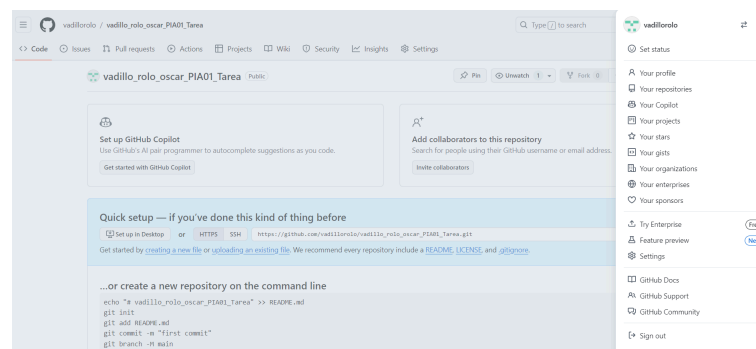 vadillorolo / vadillo_rolo_oscar_PIA01_Tarea
Type / to search
Code Issues Pull requests Actions Projects Wiki Security Insights Settings
vadillo_rolo_oscar_PIA01_Tarea Public
Pin Unwatch 1 Fork 0
Set up GitHub Copilot
Use GitHub's AI pair programmer to autocomplete suggestions as you code.
Get started with GitHub Copilot
Add collaborators to this repository
Search for people using their GitHub username or email address.
Invite collaborators
Quick setup — if you've done this kind of thing before
Set up in Desktop or HTTPS SSH https://github.com/vadillorolo/vadillo_rolo_oscar_PIA01_Tarea.git
Get started by creating a new file or uploading an existing file. We recommend every repository include a README, LICENSE, and .gitignore.
...or create a new repository on the command line
echo "# vadillo_rolo_oscar_PIA01_Tarea" >> README.md
git init
git add README.md
git commit -m "first commit"
git branch -M main
vadillorolo
Set status
Your profile
Your repositories
Your Copilot
Your projects
Your stars
Your gists
Your organizations
Your enterprises
Your sponsors
Try Enterprise
Feature preview
Settings
GitHub Docs
GitHub Support
GitHub Community
Sign out